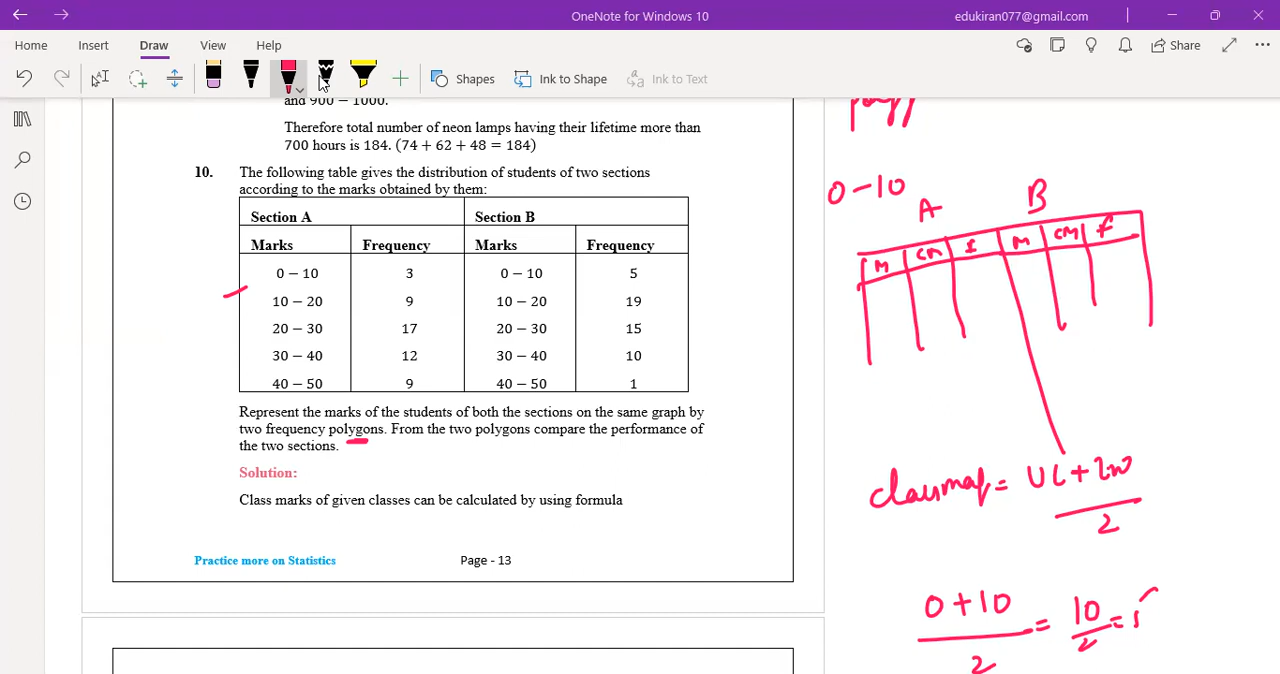 OneNote for Windows 10
edukiran077@gmail.com
Home Insert Draw View Help
Share
Shapes Ink to Shape Ink to Text
and 900 – 1000.
Therefore total number of neon lamps having their lifetime more than
700 hours is 184. (74 + 62 + 48 = 184)
10. The following table gives the distribution of students of two sections
according to the marks obtained by them:
Section A Section B
Marks Frequency Marks Frequency
0 – 10 3 0 – 10 5
10 – 20 9 10 – 20 19
20 – 30 17 20 – 30 15
30 – 40 12 30 – 40 10
40 – 50 9 40 – 50 1
Represent the marks of the students of both the sections on the same graph by
two frequency polygons. From the two polygons compare the performance of
the two sections.
Solution:
Class marks of given classes can be calculated by using formula
Practice more on Statistics Page - 13
0 – 10
A B
M CM f M CM f
= UL +
2
0 + 10
2
= 10
2
=